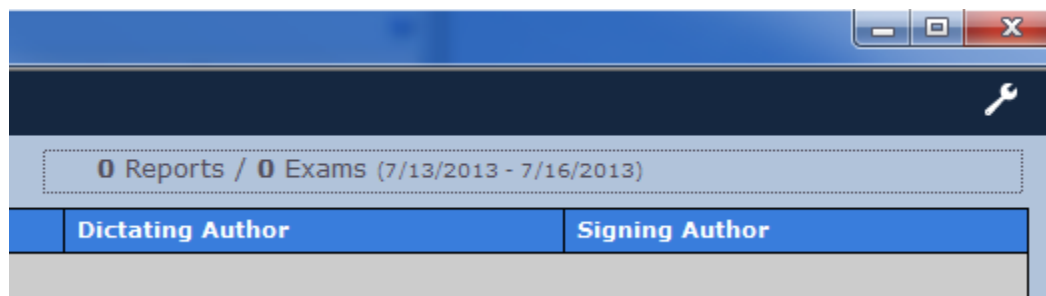 0 Reports / 0 Exams (7/13/2013 - 7/16/2013)
Dictating Author Signing Author